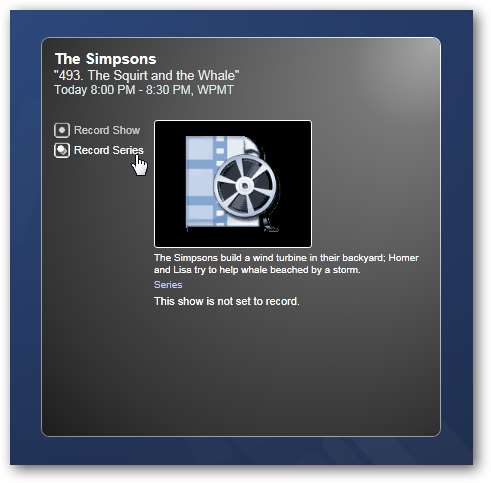 The Simpsons
"493. The Squirt and the Whale"
Today 8:00 PM - 8:30 PM, WPMT
Record Show
Record Series
The Simpsons build a wind turbine in their backyard; Homer
and Lisa try to help whale beached by a storm.
Series
This show is not set to record.